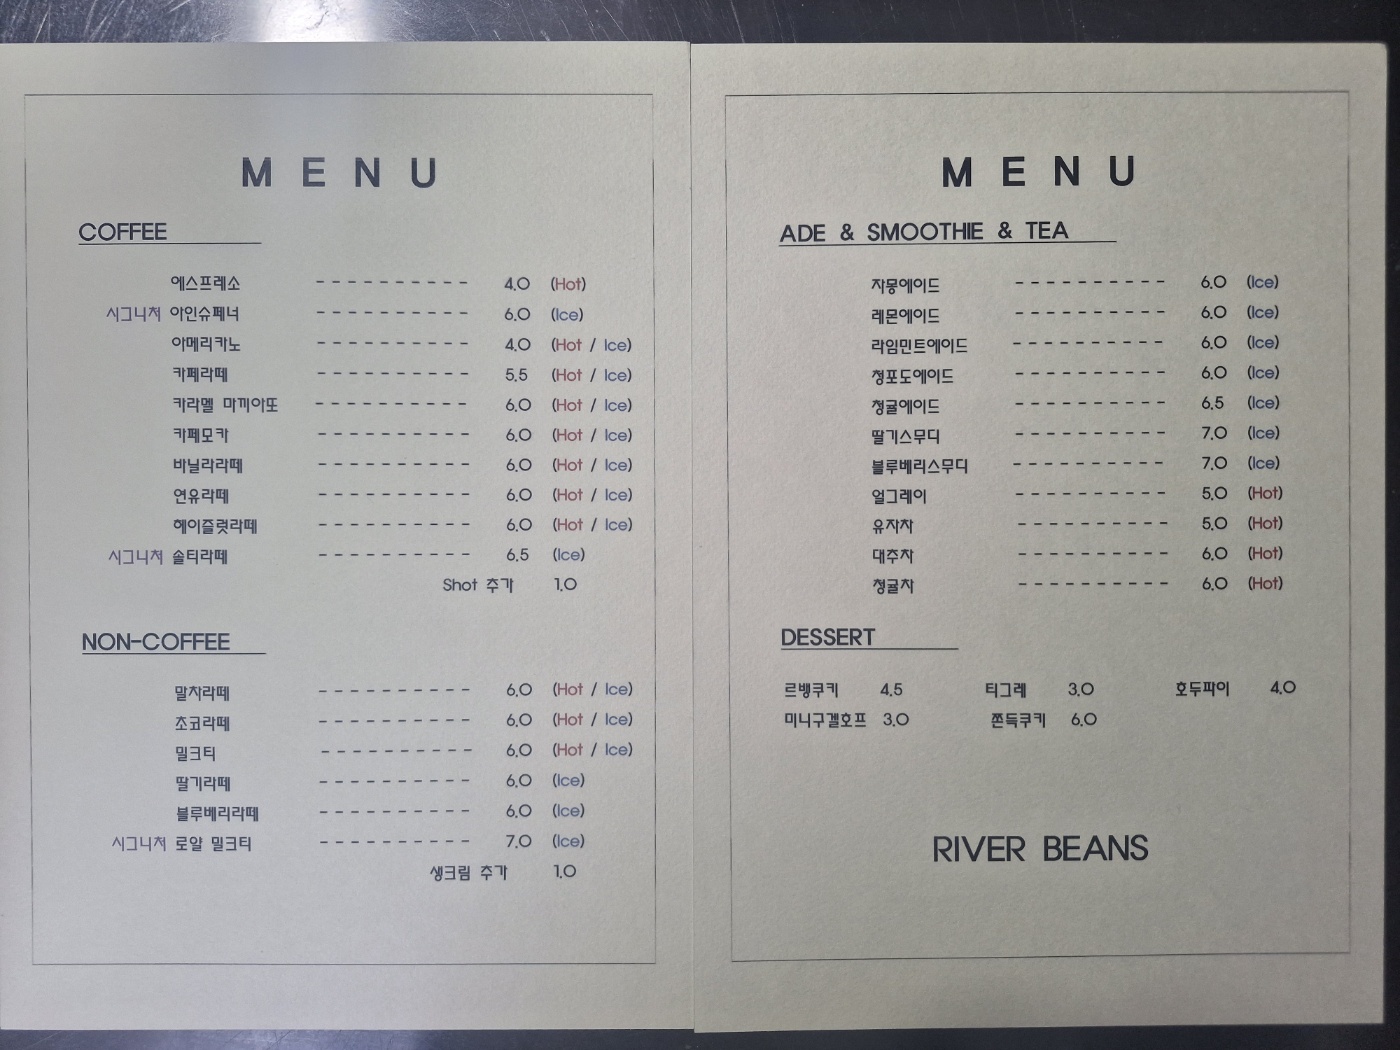 MENU
COFFEE
에스프레소 ---------- 4.0 (Hot)
시그니처 아인슈페너 ---------- 6.0 (Ice)
아메리카노 ---------- 4.0 (Hot / Ice)
카페라떼 ---------- 5.5 (Hot / Ice)
카라멜 마끼아또 ---------- 6.0 (Hot / Ice)
카페모카 ---------- 6.0 (Hot / Ice)
바닐라라떼 ---------- 6.0 (Hot / Ice)
연유라떼 ---------- 6.0 (Hot / Ice)
헤이즐럿라떼 ---------- 6.0 (Hot / Ice)
시그니처 솔티라떼 ---------- 6.5 (Ice)
Shot 추가 1.0
NON-COFFEE
말차라떼 ---------- 6.0 (Hot / Ice)
초코라떼 ---------- 6.0 (Hot / Ice)
밀크티 ---------- 6.0 (Hot / Ice)
딸기라떼 ---------- 6.0 (Ice)
블루베리라떼 ---------- 6.0 (Ice)
시그니처 로얄 밀크티 ---------- 7.0 (Ice)
생크림 추가 1.0
MENU
ADE & SMOOTHIE & TEA
자몽에이드 ---------- 6.0 (Ice)
레몬에이드 ---------- 6.0 (Ice)
라임민트에이드 ---------- 6.0 (Ice)
청포도에이드 ---------- 6.0 (Ice)
청귤에이드 ---------- 6.5 (Ice)
딸기스무디 ---------- 7.0 (Ice)
블루베리스무디 ---------- 7.0 (Ice)
얼그레이 ---------- 5.0 (Hot)
유자차 ---------- 5.0 (Hot)
대추차 ---------- 6.0 (Hot)
청귤차 ---------- 6.0 (Hot)
DESSERT
르뱅쿠키 4.5 티그레 3.0 호두파이 4.0
미니구겔호프 3.0 쫀득쿠키 6.0
RIVER BEANS